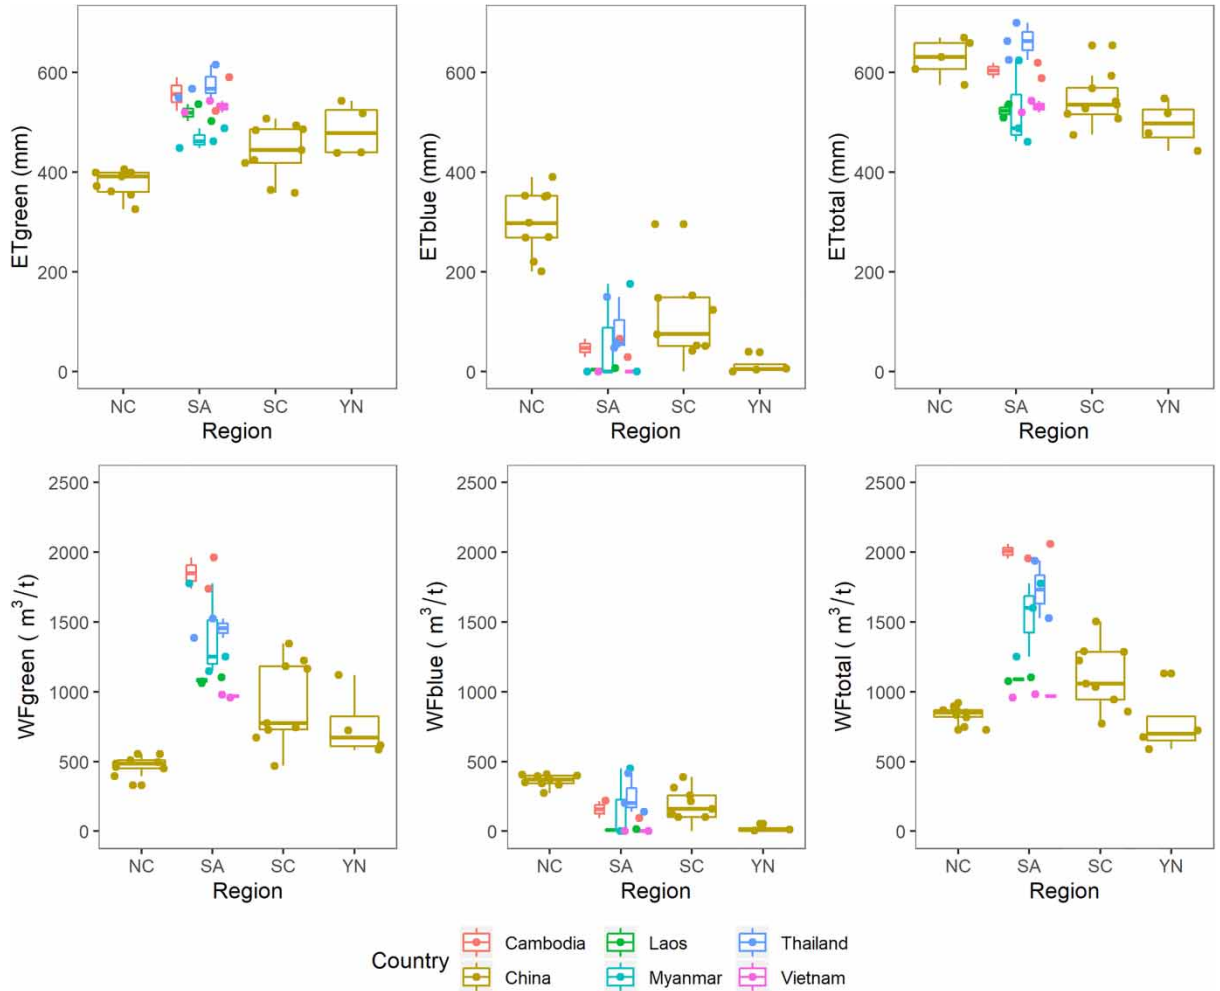 ETgreen (mm)
600
400
200
0
NC SA SC YN
Region
ETblue (mm)
600
400
200
0
NC SA SC YN
Region
ETtotal (mm)
600
400
200
0
NC SA SC YN
Region
WFgreen ( m³/t)
2500
2000
1500
1000
500
0
NC SA SC YN
Region
WFblue ( m³/t)
2500
2000
1500
1000
500
0
NC SA SC YN
Region
WFtotal ( m³/t)
2500
2000
1500
1000
500
0
NC SA SC YN
Region
Country
Cambodia Laos Thailand
China Myanmar Vietnam